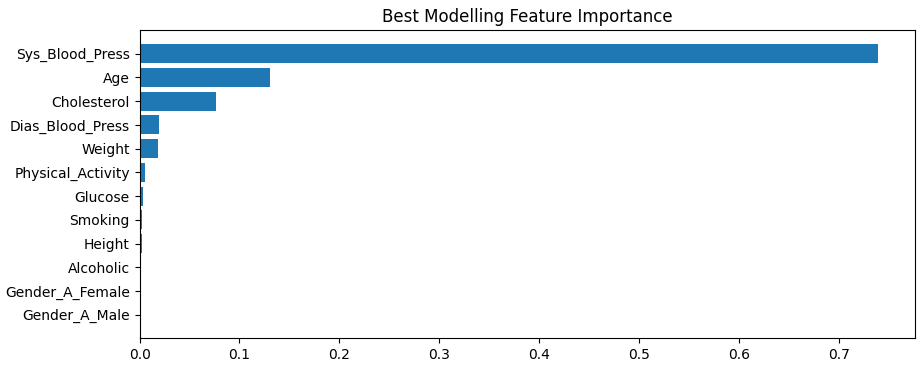 Best Modelling Feature Importance
Sys_Blood_Press
Age
Cholesterol
Dias_Blood_Press
Weight
Physical_Activity
Glucose
Smoking
Height
Alcoholic
Gender_A_Female
Gender_A_Male
0.0 0.1 0.2 0.3 0.4 0.5 0.6 0.7